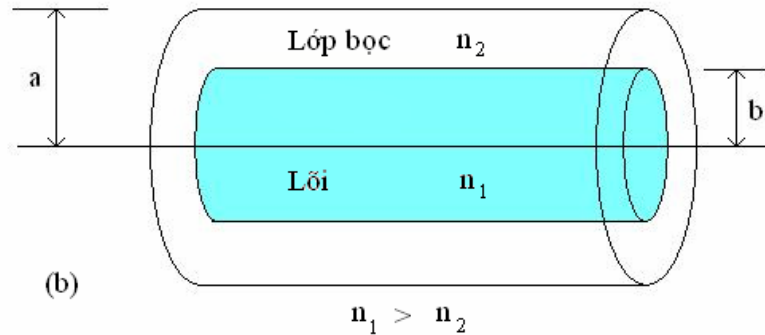 Lớp bọc n₂
a
b
Lõi n₁
(b)
n₁ > n₂